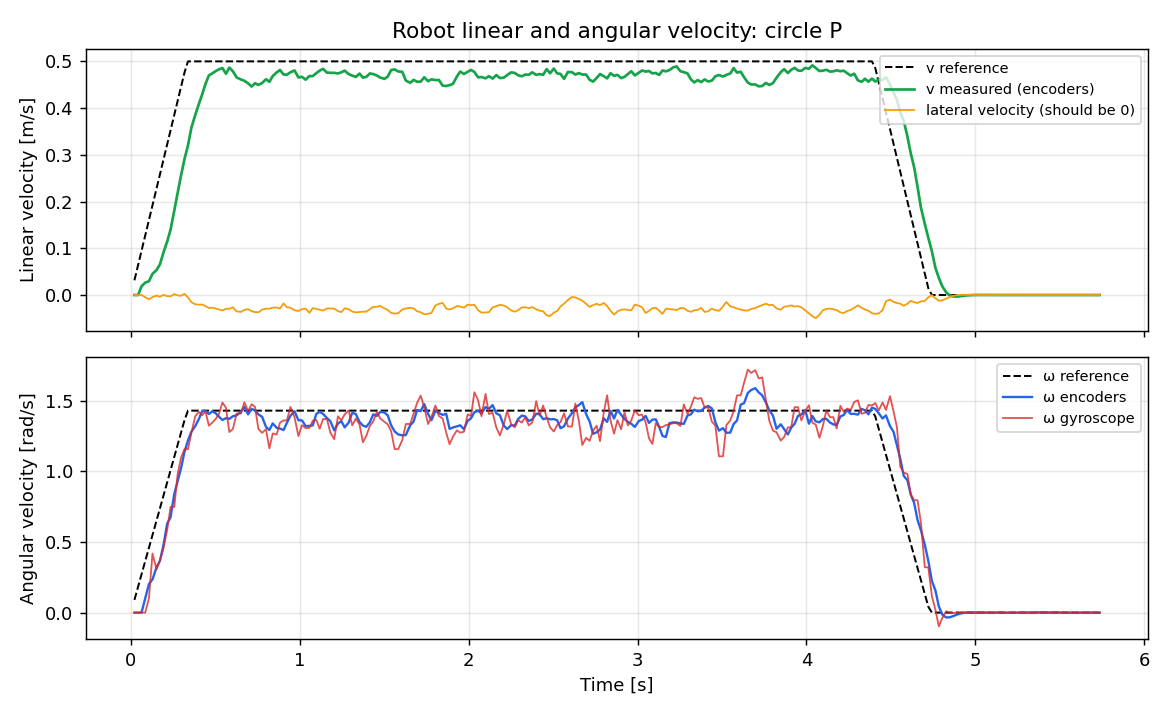 Robot linear and angular velocity: circle P
Linear velocity [m/s]
0.5
0.4
0.3
0.2
0.1
0.0
v reference
v measured (encoders)
lateral velocity (should be 0)
Angular velocity [rad/s]
1.5
1.0
0.5
0.0
ω reference
ω encoders
ω gyroscope
0 1 2 3 4 5 6
Time [s]